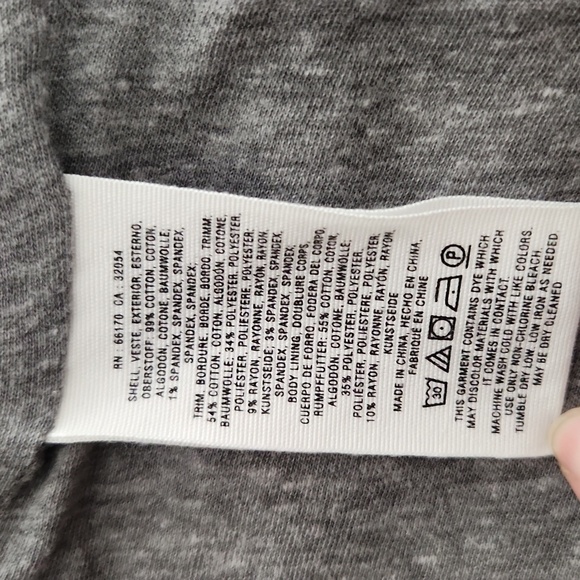 RN 66170 CA : 32054
SHELL, VESTE, EXTERIOR, ESTERNO,
OBERSTOFF: 99% COTTON, COTON,
ALGODÓN, COTONE, BAUMWOLLE,
1% SPANDEX, SPANDEX, SPANDEX,
SPANDEX, SPANDEX;
TRIM, BORDURE, BORDE, BORDO, TRIMM:
54% COTTON, COTON, ALGODÓN, COTONE,
BAUMWOLLE; 34% POLYESTER, POLYESTER,
POLIÉSTER, POLIESTERE, POLYESTER;
9% RAYON, RAYONNE, RAYÓN, RAYON,
KUNSTSEIDE; 3% SPANDEX, SPANDEX,
SPANDEX, SPANDEX, SPANDEX;
BODY LINING, DOUBLURE CORPS,
CUERPO DE FORRO, FODERA DEL CORPO,
RUMPFFUTTER: 55% COTTON, COTON,
ALGODÓN, COTONE, BAUMWOLLE;
35% POLYESTER, POLYESTER,
POLIÉSTER, POLIESTERE, POLYESTER;
10% RAYON, RAYONNE, RAYÓN, RAYON,
KUNSTSEIDE
MADE IN CHINA, HECHO EN CHINA,
FABRIQUÉ EN CHINE
30 P
THIS GARMENT CONTAINS DYE WHICH
MAY DISCOLOR MATERIALS WITH WHICH
IT COMES IN CONTACT
MACHINE WASH COLD WITH LIKE COLORS
USE ONLY NON-CHLORINE BLEACH
TUMBLE DRY LOW, LOW IRON AS NEEDED
MAY BE DRY CLEANED